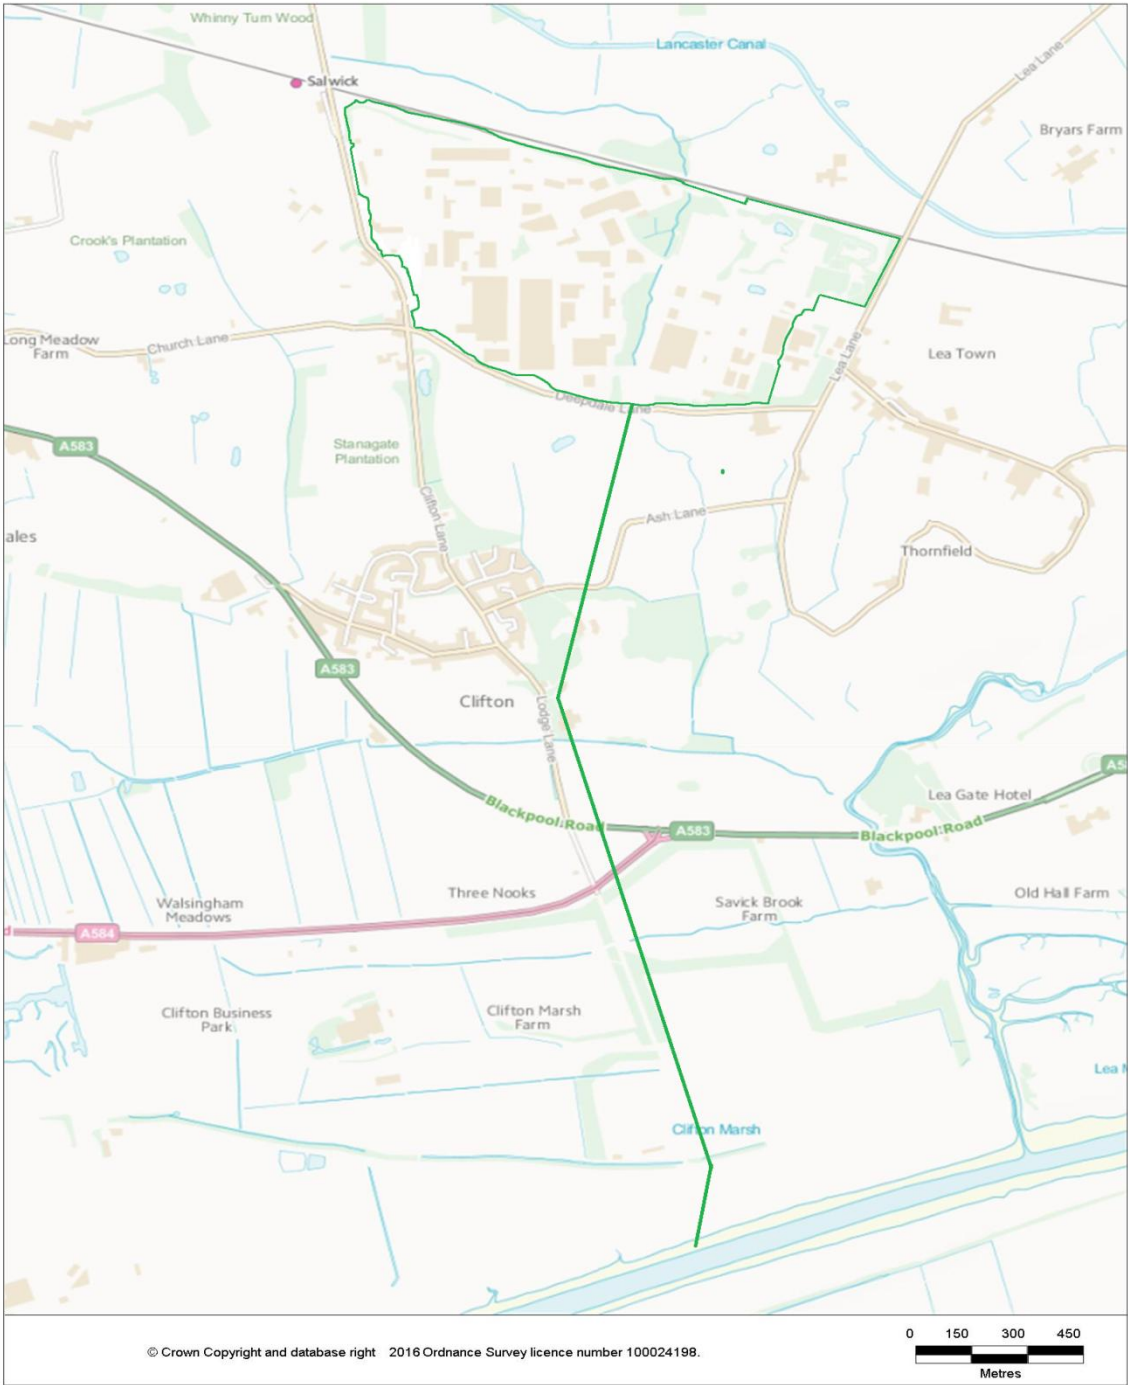 Whinny Turn Wood
Lancaster Canal
Lea Lane
Salwick
Bryars Farm
Crook's Plantation
Long Meadow
Farm
Church Lane
Lea Lane
Lea Town
Deepdale Lane
A583
Stanagate
Plantation
Clifton Lane
Ash Lane
ales
Thornfield
A583
Clifton
Lodge Lane
A58
Lea Gate Hotel
Blackpool Road
A583
Blackpool Road
Three Nooks
Walsingham
Meadows
Savick Brook
Farm
Old Hall Farm
d
A584
Clifton Business
Park
Clifton Marsh
Farm
Lea M
Clifton Marsh
© Crown Copyright and database right 2016 Ordnance Survey licence number 100024198.
0 150 300 450
Metres